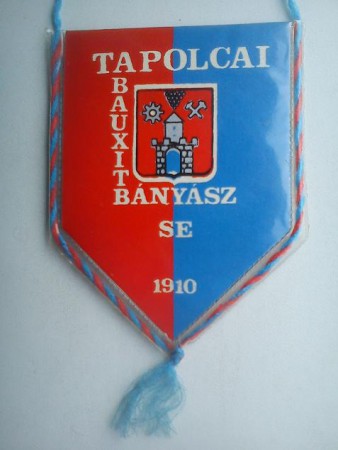 TAPOLCAI
BAUXIT
BÁNYÁSZ
SE
1910